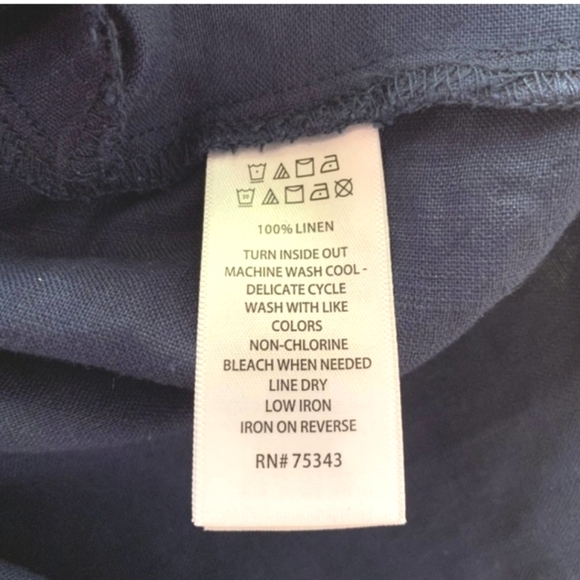 100% LINEN
TURN INSIDE OUT
MACHINE WASH COOL -
DELICATE CYCLE
WASH WITH LIKE
COLORS
NON-CHLORINE
BLEACH WHEN NEEDED
LINE DRY
LOW IRON
IRON ON REVERSE
RN# 75343